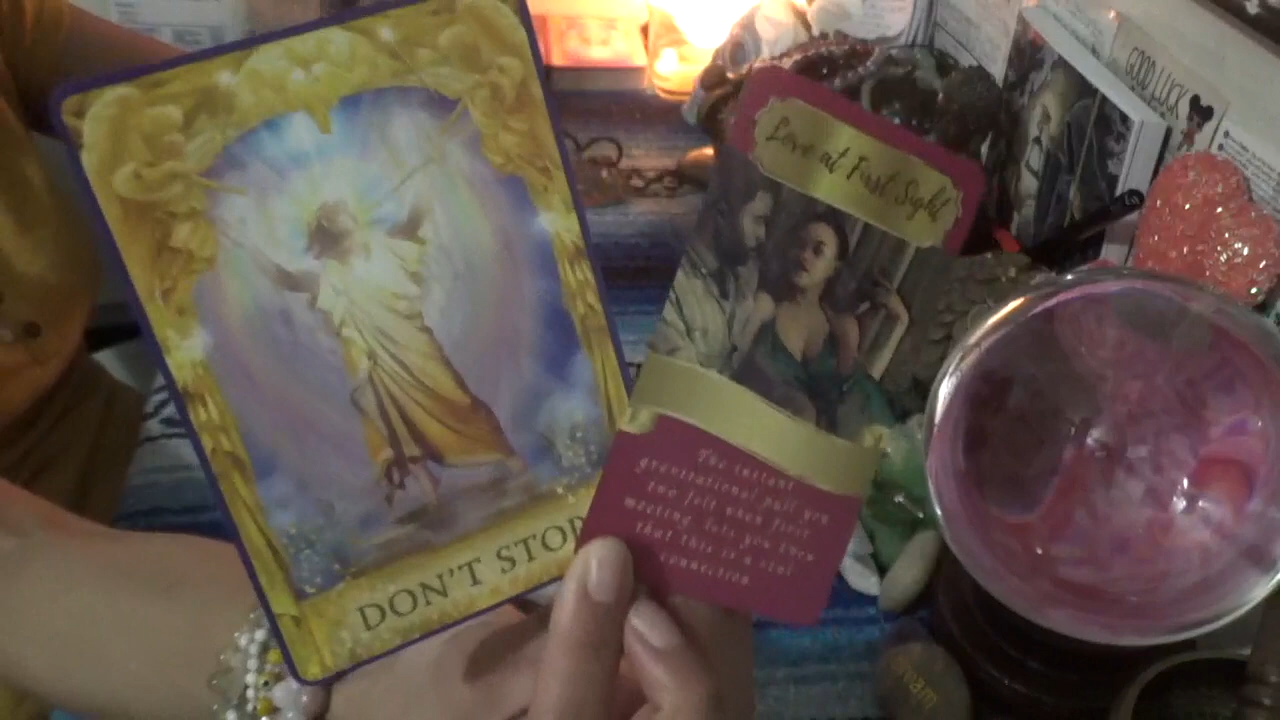 DON'T STOP
Love at First Sight
The instant
gravitational pull you
two felt when first
meeting lets you know
that this is a real
connection.
GOOD LUCK